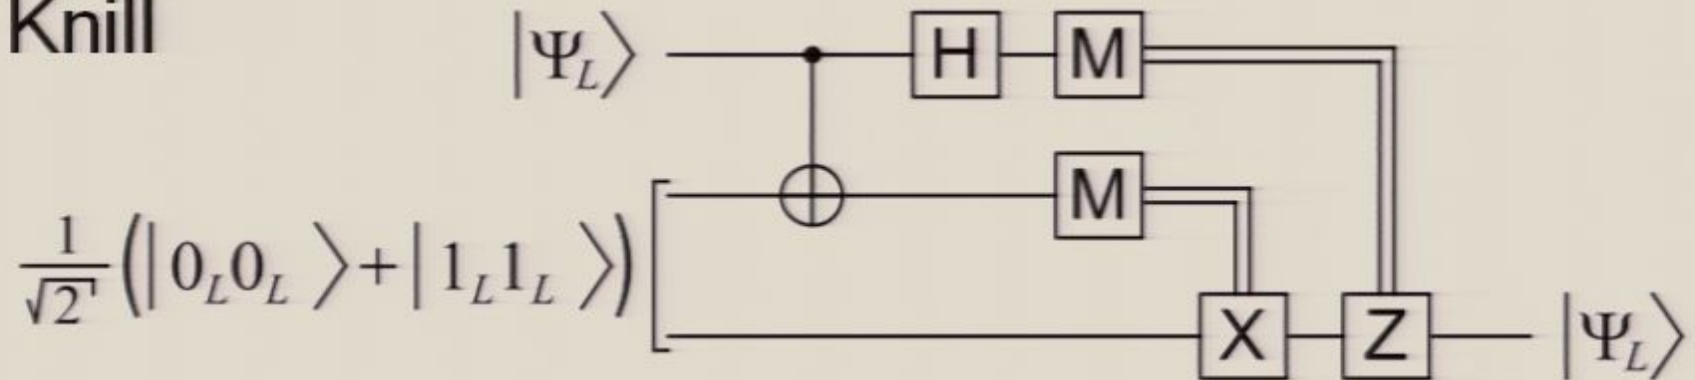 Knill
|Ψ_L⟩ H M
M
1/√2 (|0_L0_L⟩+|1_L1_L⟩)
X Z |Ψ_L⟩